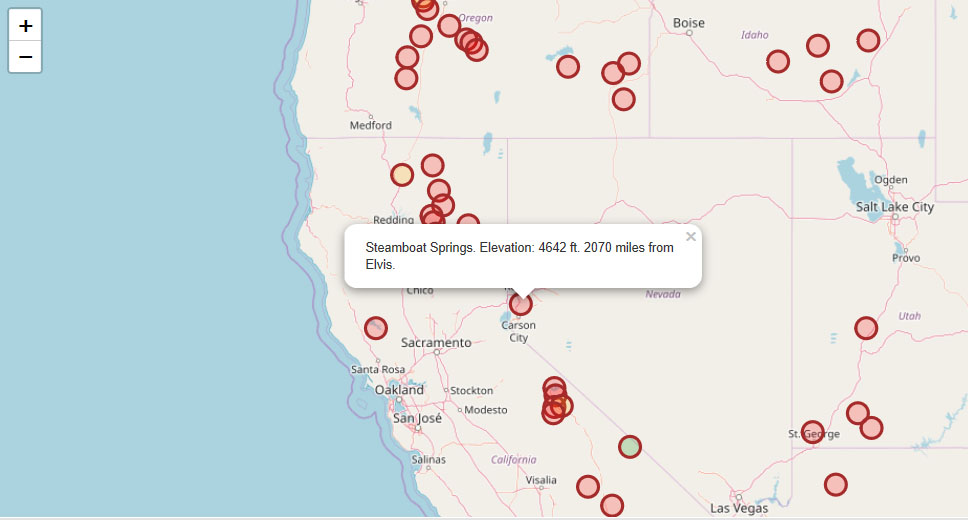 +
−
Oregon
Boise
Idaho
Medford
Ogden
Salt Lake City
Redding
Provo
Steamboat Springs. Elevation: 4642 ft. 2070 miles from
Elvis.
×
Chico
Nevada
Carson
City
Utah
Sacramento
Santa Rosa
Oakland
Stockton
San José
Modesto
St. George
Salinas
California
Visalia
Las Vegas